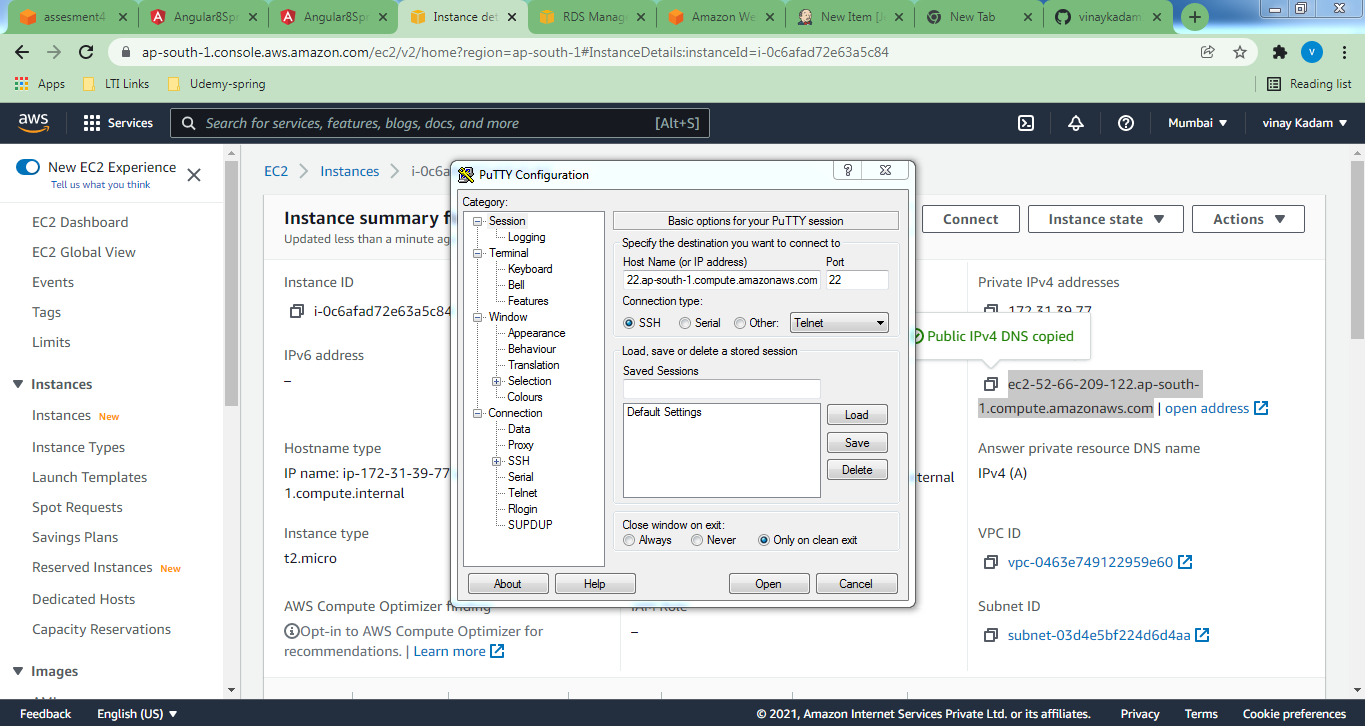 assesment4
Angular8Spr
Angular8Spr
Instance det
RDS Manag
Amazon We
New Item [J
New Tab
vinaykadam
ap-south-1.console.aws.amazon.com/ec2/v2/home?region=ap-south-1#InstanceDetails:instanceId=i-0c6afad72e63a5c84
V
Apps
LTI Links
Udemy-spring
Reading list
aws
Services
Search for services, features, blogs, docs, and more
[Alt+S]
Mumbai
vinay Kadam
New EC2 Experience
Tell us what you think
EC2 Dashboard
EC2 Global View
Events
Tags
Limits
Instances
Instances New
Instance Types
Launch Templates
Spot Requests
Savings Plans
Reserved Instances New
Dedicated Hosts
Capacity Reservations
Images
EC2
Instances
i-0c6a
Instance summary f
Updated less than a minute ag
Connect
Instance state
Actions
Instance ID
i-0c6afad72e63a5c84
IPv6 address
–
Hostname type
IP name: ip-172-31-39-77
1.compute.internal
Instance type
t2.micro
AWS Compute Optimizer finding
Opt-in to AWS Compute Optimizer for
recommendations. | Learn more
IAM Role
–
ternal
Private IPv4 addresses
172.31.39.77
Public IPv4 DNS copied
ec2-52-66-209-122.ap-south-
1.compute.amazonaws.com | open address
Answer private resource DNS name
IPv4 (A)
VPC ID
vpc-0463e749122959e60
Subnet ID
subnet-03d4e5bf224d6d4aa
PuTTY Configuration
?
Category:
Session
Logging
Terminal
Keyboard
Bell
Features
Window
Appearance
Behaviour
Translation
Selection
Colours
Connection
Data
Proxy
SSH
Serial
Telnet
Rlogin
SUPDUP
Basic options for your PuTTY session
Specify the destination you want to connect to
Host Name (or IP address)
Port
22.ap-south-1.compute.amazonaws.com
22
Connection type:
SSH
Serial
Other:
Telnet
Load, save or delete a stored session
Saved Sessions
Default Settings
Load
Save
Delete
Close window on exit:
Always
Never
Only on clean exit
About
Help
Open
Cancel
Feedback
English (US)
© 2021, Amazon Internet Services Private Ltd. or its affiliates.
Privacy
Terms
Cookie preferences